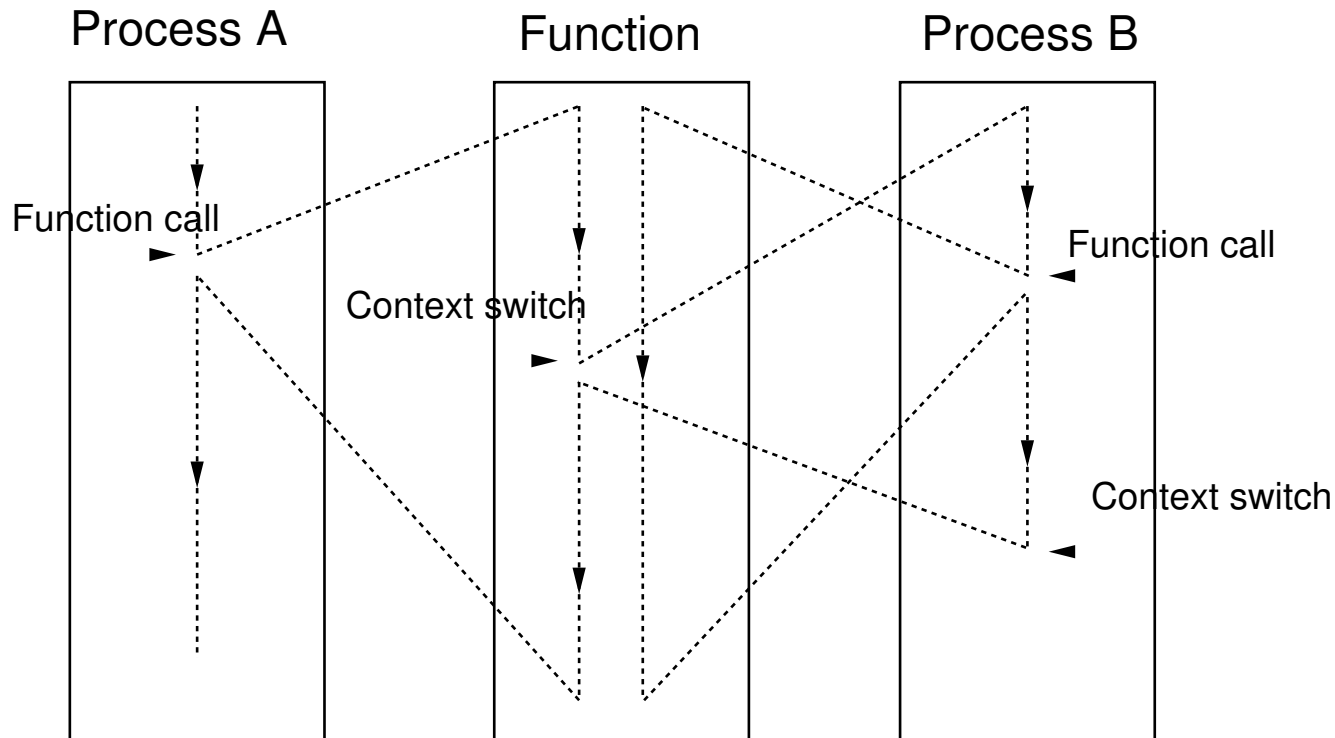 Process A
Function
Process B
Function call
Function call
Context switch
Context switch